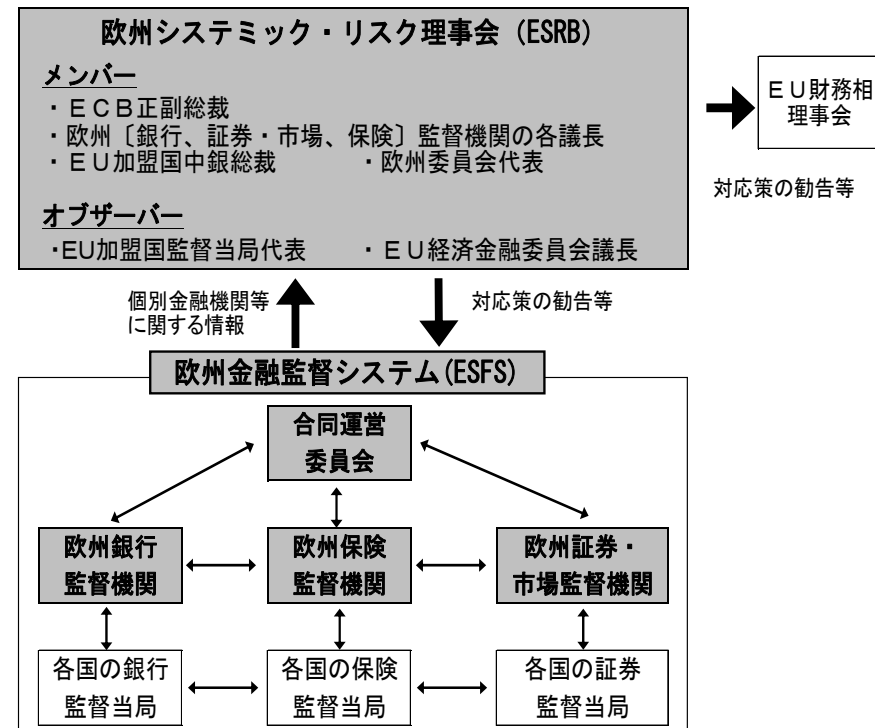 欧州システミック・リスク理事会（ESRB）
メンバー
・ＥＣＢ正副総裁
・欧州〔銀行、証券・市場、保険〕監督機関の各議長
・ＥＵ加盟国中銀総裁　・欧州委員会代表
オブザーバー
・EU加盟国監督当局代表　・ＥＵ経済金融委員会議長
ＥＵ財務相
理事会
対応策の勧告等
個別金融機関等
に関する情報
対応策の勧告等
欧州金融監督システム(ESFS)
合同運営
委員会
欧州銀行
監督機関
欧州保険
監督機関
欧州証券・
市場監督機関
各国の銀行
監督当局
各国の保険
監督当局
各国の証券
監督当局